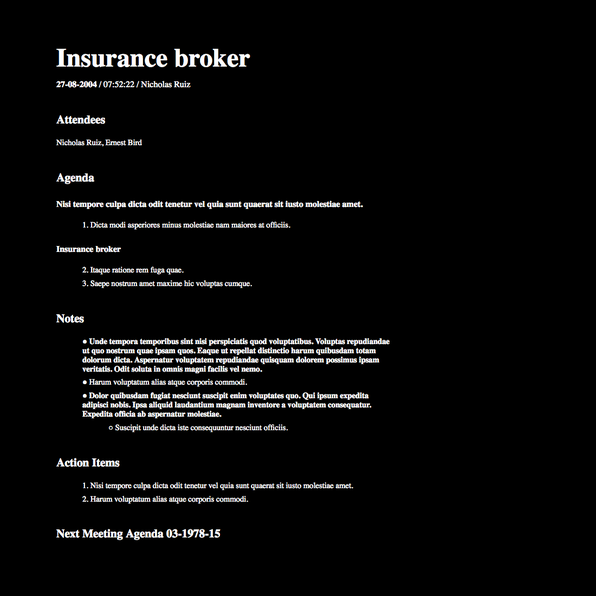 Insurance broker
27-08-2004 / 07:52:22 / Nicholas Ruiz
Attendees
Nicholas Ruiz, Ernest Bird
Agenda
Nisi tempore culpa dicta odit tenetur vel quia sunt quaerat sit iusto molestiae amet.
1. Dicta modi asperiores minus molestiae nam maiores at officiis.
Insurance broker
2. Itaque ratione rem fuga quae.
3. Saepe nostrum amet maxime hic voluptas cumque.
Notes
● Unde tempora temporibus sint nisi perspiciatis quod voluptatibus. Voluptas repudiandae
ut quo nostrum quae ipsam quos. Eaque ut repellat distinctio harum quibusdam totam
dolorum dicta. Aspernatur voluptatem repudiandae quisquam dolorem possimus ipsam
veritatis. Odit soluta in omnis magni facilis vel nemo.
● Harum voluptatum alias atque corporis commodi.
● Dolor quibusdam fugiat nesciunt suscipit enim voluptates quo. Qui ipsum expedita
adipisci nobis. Ipsa aliquid laudantium magnam inventore a voluptatem consequatur.
Expedita officia ab aspernatur molestiae.
○ Suscipit unde dicta iste consequuntur nesciunt officiis.
Action Items
1. Nisi tempore culpa dicta odit tenetur vel quia sunt quaerat sit iusto molestiae amet.
2. Harum voluptatum alias atque corporis commodi.
Next Meeting Agenda 03-1978-15